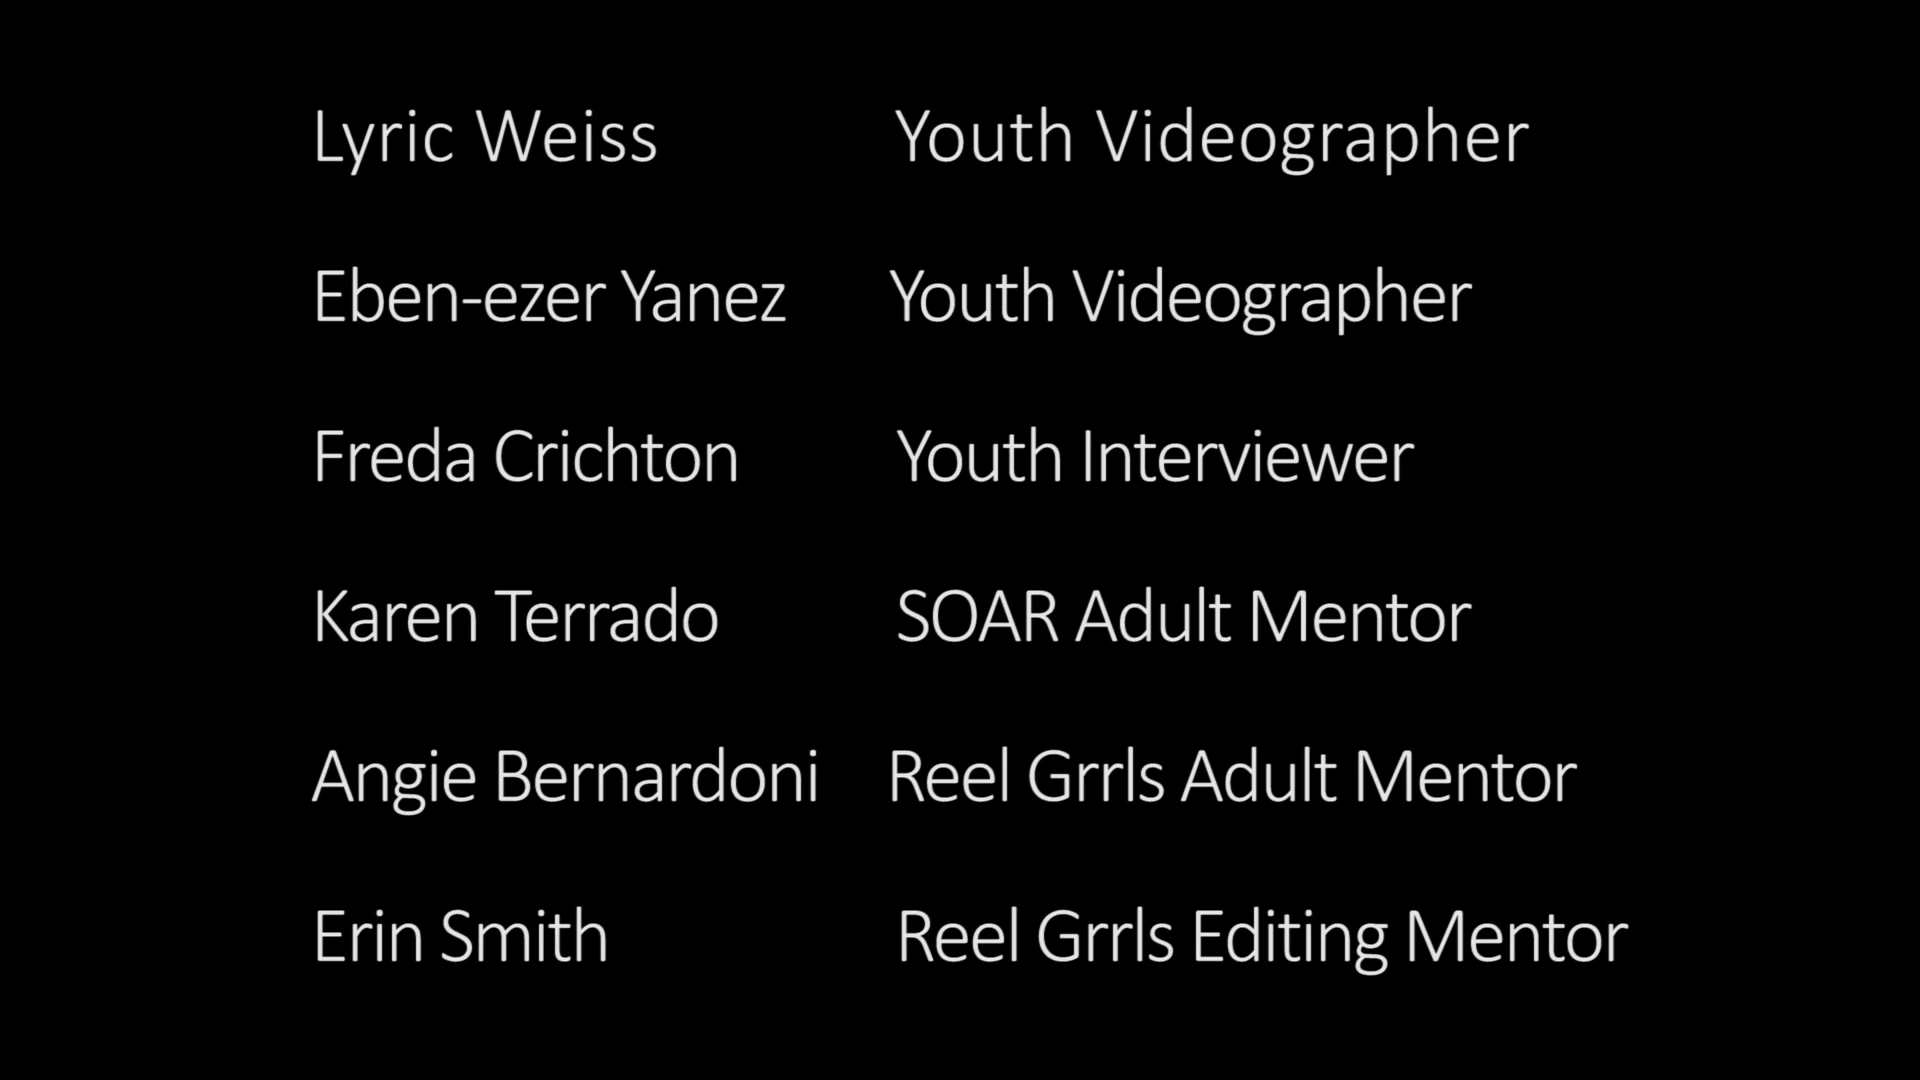 Lyric Weiss Youth Videographer
Eben-ezer Yanez Youth Videographer
Freda Crichton Youth Interviewer
Karen Terrado SOAR Adult Mentor
Angie Bernardoni Reel Grrls Adult Mentor
Erin Smith Reel Grrls Editing Mentor